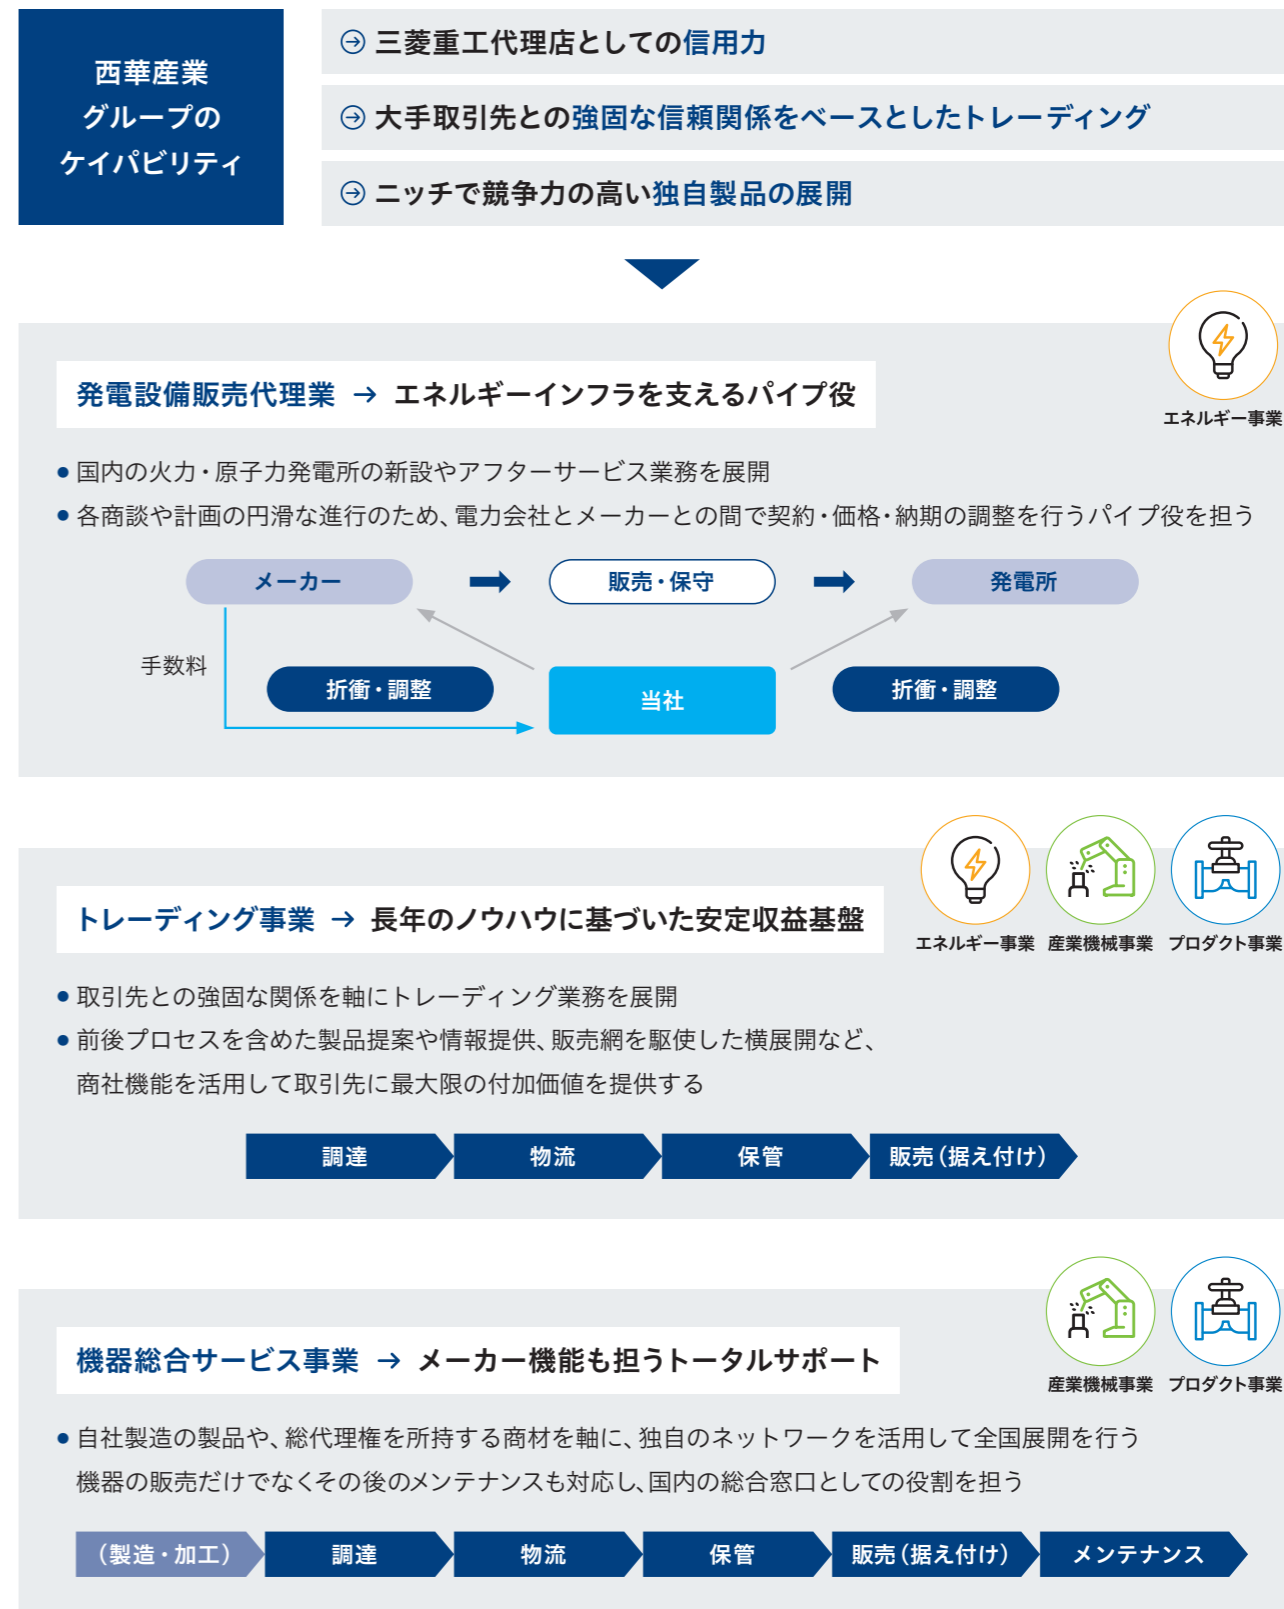 西華産業
グループの
ケイパビリティ
三菱重工代理店としての信用力
大手取引先との強固な信頼関係をベースとしたトレーディング
ニッチで競争力の高い独自製品の展開
エネルギー事業
発電設備販売代理業 → エネルギーインフラを支えるパイプ役
● 国内の火力・原子力発電所の新設やアフターサービス業務を展開
● 各商談や計画の円滑な進行のため、電力会社とメーカーとの間で契約・価格・納期の調整を行うパイプ役を担う
メーカー
販売・保守
発電所
手数料
折衝・調整
当社
折衝・調整
エネルギー事業 産業機械事業 プロダクト事業
トレーディング事業 → 長年のノウハウに基づいた安定収益基盤
● 取引先との強固な関係を軸にトレーディング業務を展開
● 前後プロセスを含めた製品提案や情報提供、販売網を駆使した横展開など、
商社機能を活用して取引先に最大限の付加価値を提供する
調達
物流
保管
販売（据え付け）
産業機械事業 プロダクト事業
機器総合サービス事業 → メーカー機能も担うトータルサポート
● 自社製造の製品や、総代理権を所持する商材を軸に、独自のネットワークを活用して全国展開を行う
機器の販売だけでなくその後のメンテナンスも対応し、国内の総合窓口としての役割を担う
（製造・加工）
調達
物流
保管
販売（据え付け）
メンテナンス